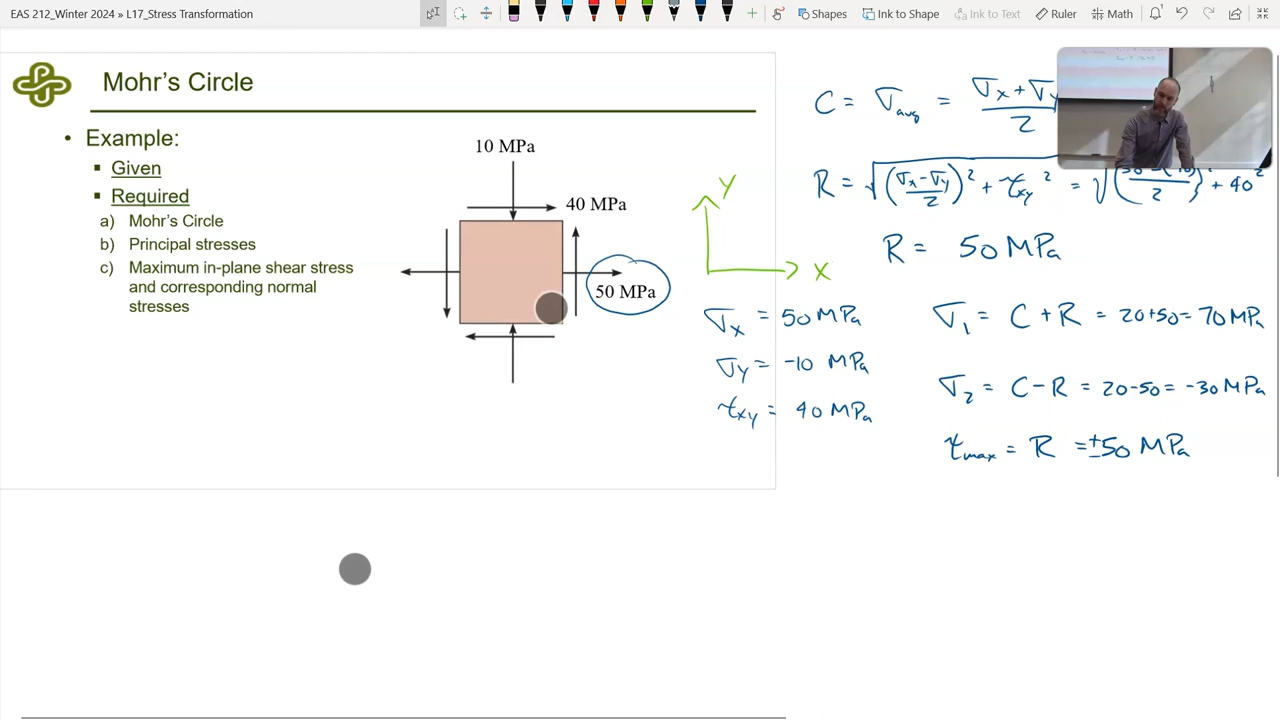 EAS 212_Winter 2024 » L17_Stress Transformation
Shapes
Ink to Shape
Ink to Text
Ruler
Math
Mohr's Circle
• Example:
▪ Given
▪ Required
a) Mohr's Circle
b) Principal stresses
c) Maximum in-plane shear stress
and corresponding normal
stresses
10 MPa
40 MPa
50 MPa
Y
X
σx = 50 MPa
σy = -10 MPa
τxy = 40 MPa
C = σavg = (σx + σy)/2
R = √((σx - σy)/2)² + τxy² = √( /2)² + 40²
R = 50 MPa
σ1 = C + R = 20+50 = 70 MPa
σ2 = C - R = 20-50 = -30 MPa
τmax = R = ±50 MPa